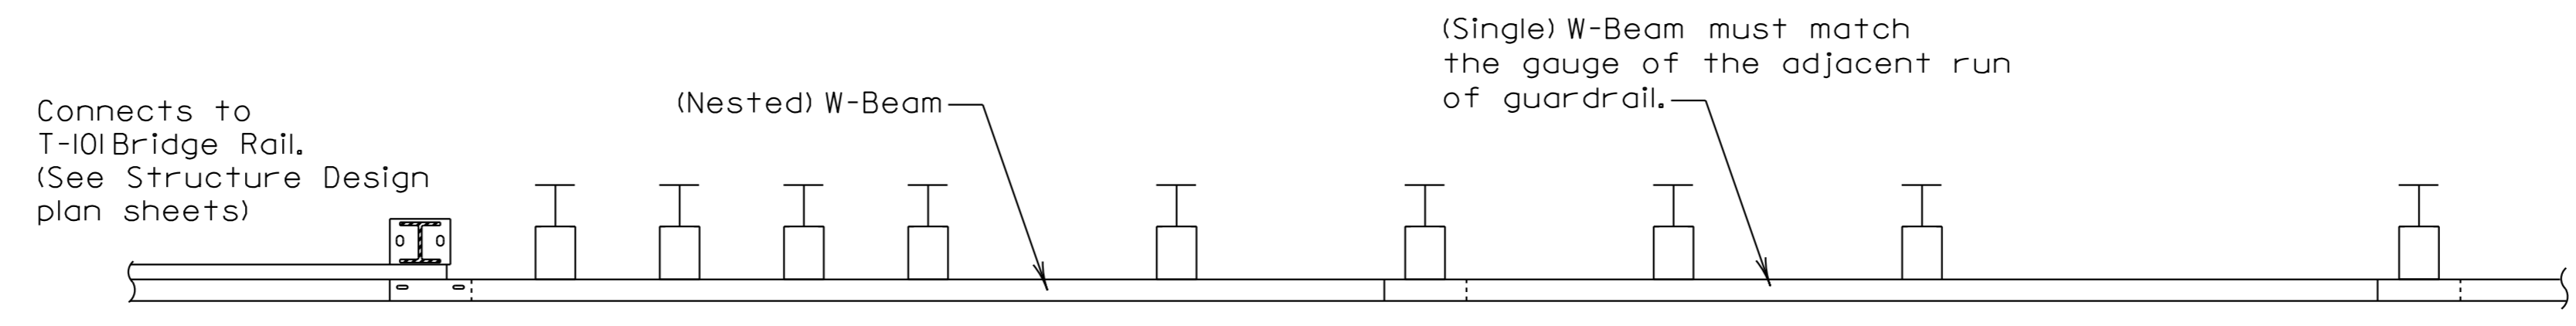 Connects to
T-101 Bridge Rail.
(See Structure Design
plan sheets)
(Nested) W-Beam
(Single) W-Beam must match
the gauge of the adjacent run
of guardrail.